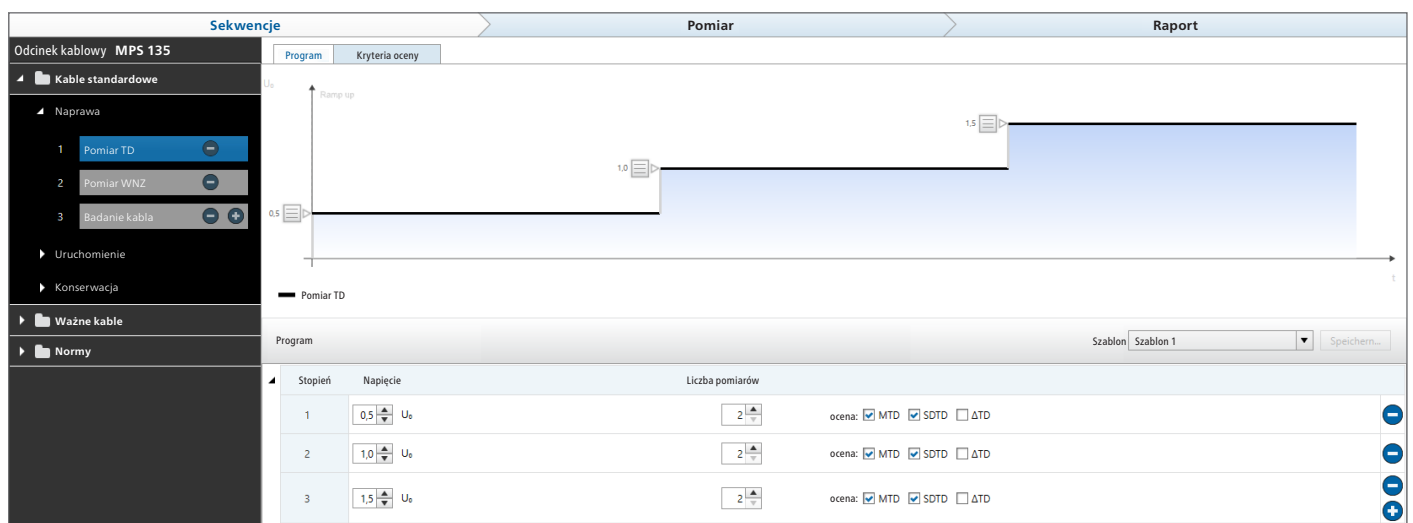 Sekwencje Pomiar Raport
Odcinek kablowy MPS 135
Program Kryteria oceny
Kable standardowe
U₀
Ramp up
Naprawa
1,5
1 Pomiar TD
1,0
2 Pomiar WNZ
3 Badanie kabla
0,5
Uruchomienie
t
Konserwacja
Pomiar TD
Ważne kable
Program Szablon Szablon 1 Speichern...
Normy
Stopień Napięcie Liczba pomiarów
1 0,5 U₀ 2 ocena: MTD SDTD ΔTD
2 1,0 U₀ 2 ocena: MTD SDTD ΔTD
3 1,5 U₀ 2 ocena: MTD SDTD ΔTD